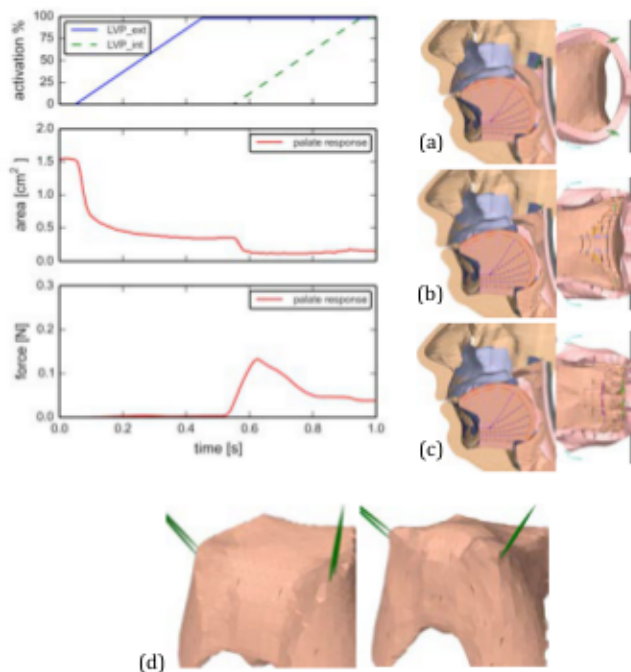 activation %
100
75
50
25
0
LVP_ext
LVP_int
area [cm²]
2.0
1.5
1.0
0.5
0.0
palate response
force [N]
0.3
0.2
0.1
0.0
palate response
0.0 0.2 0.4 0.6 0.8 1.0
time [s]
(a)
(b)
(c)
(d)